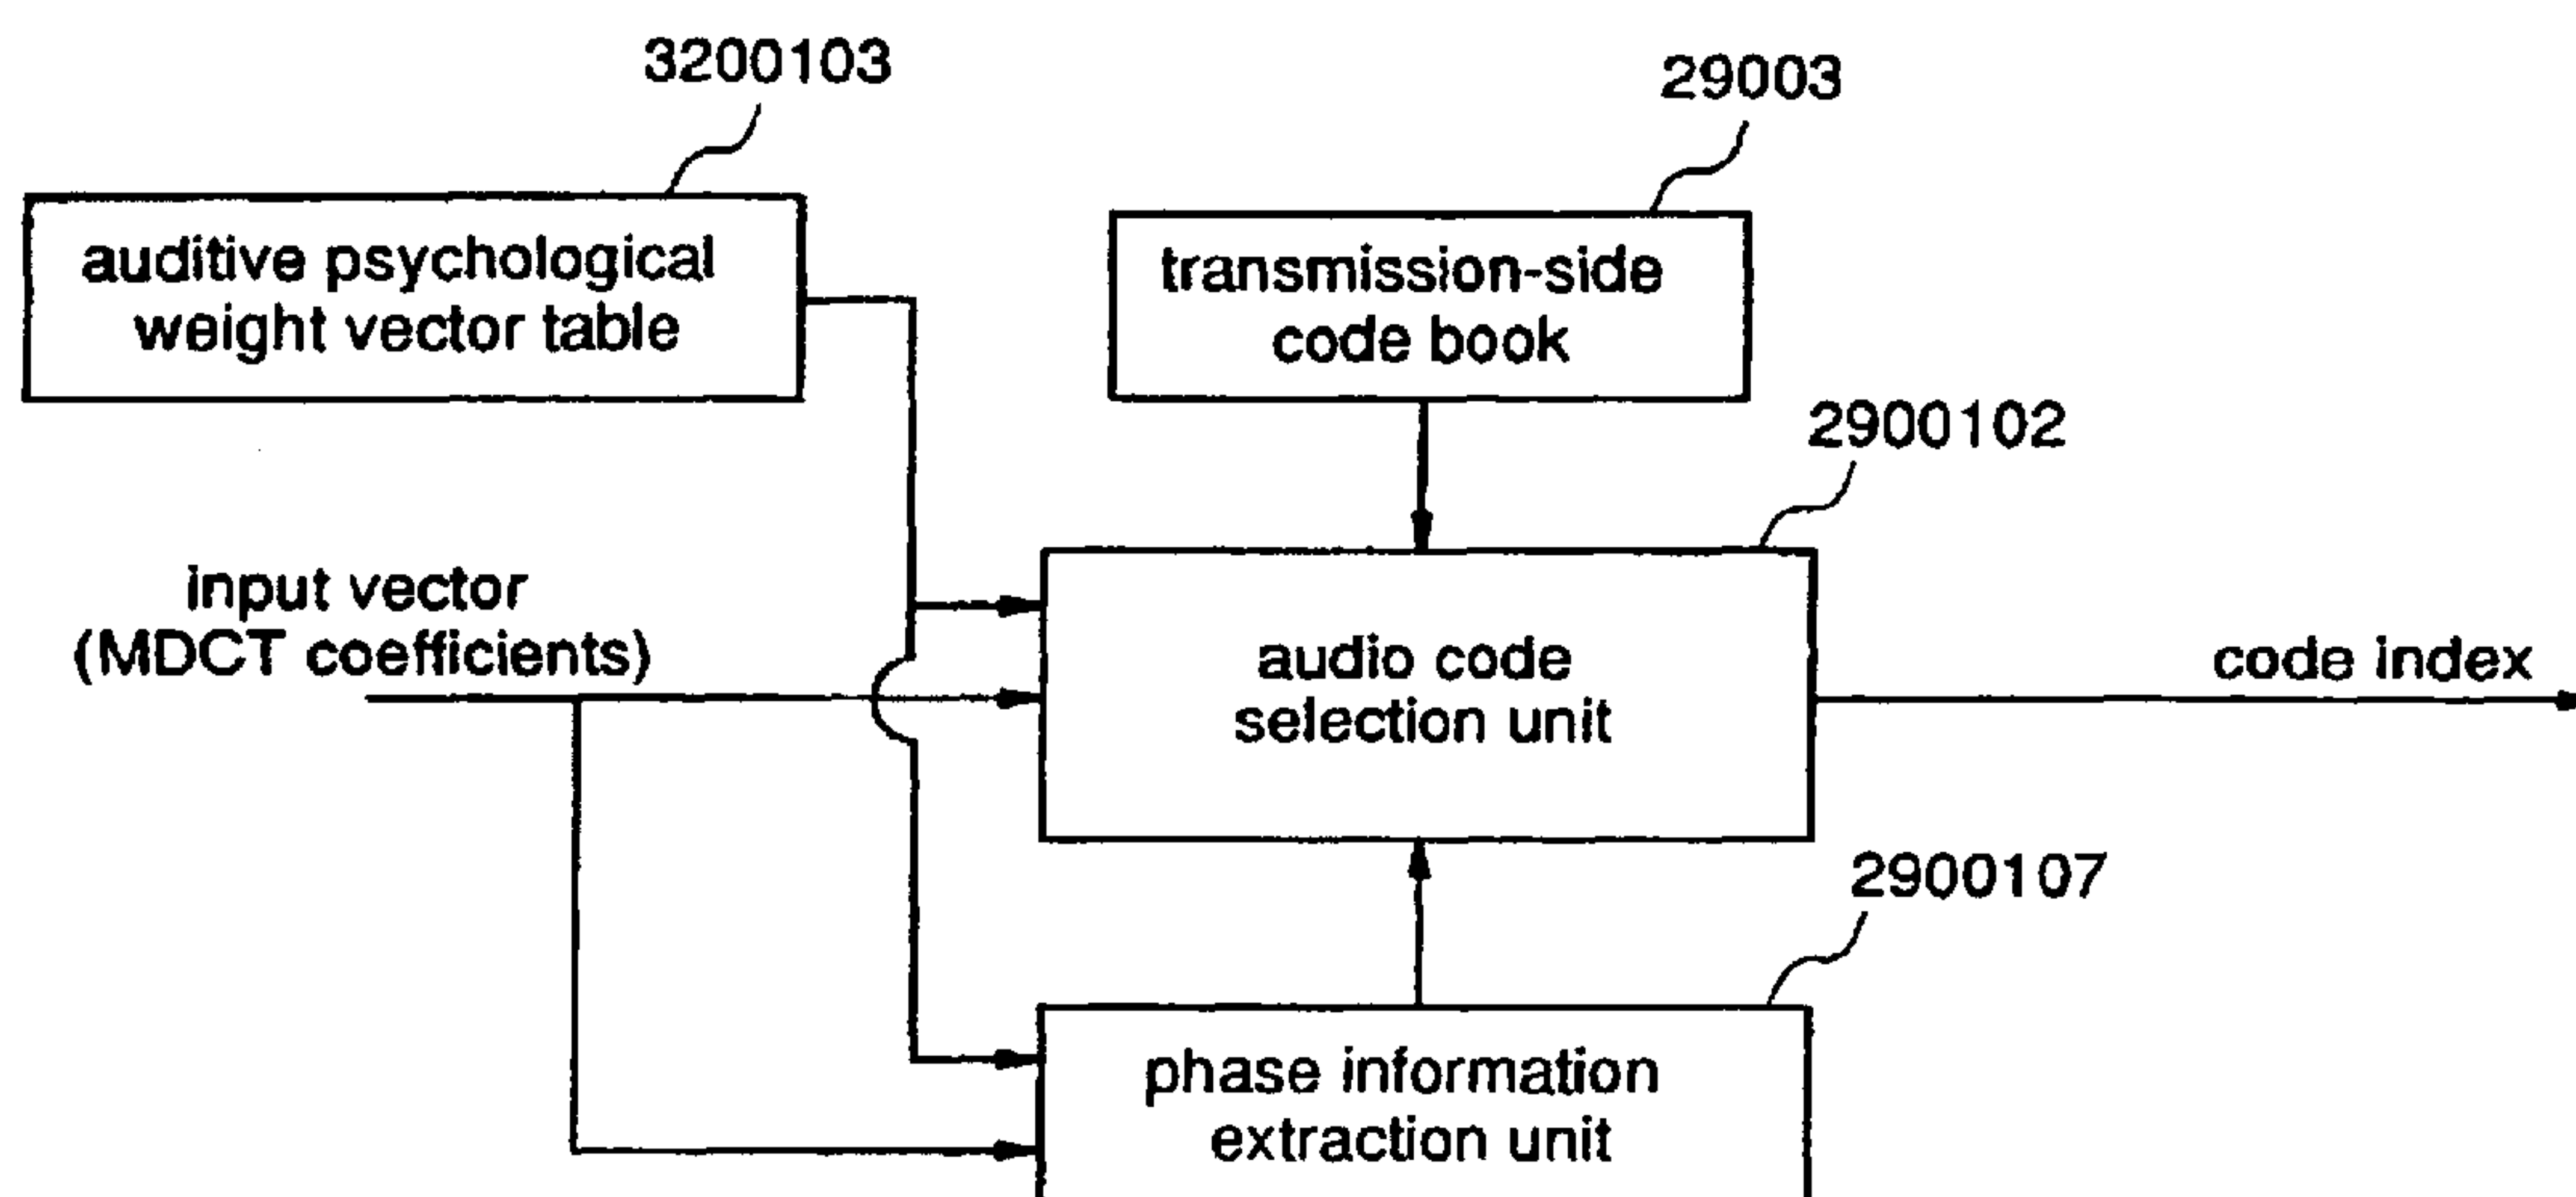 3200103
29003
auditive psychological
weight vector table
transmission-side
code book
2900102
input vector
(MDCT coefficients)
audio code
selection unit
code index
2900107
phase information
extraction unit